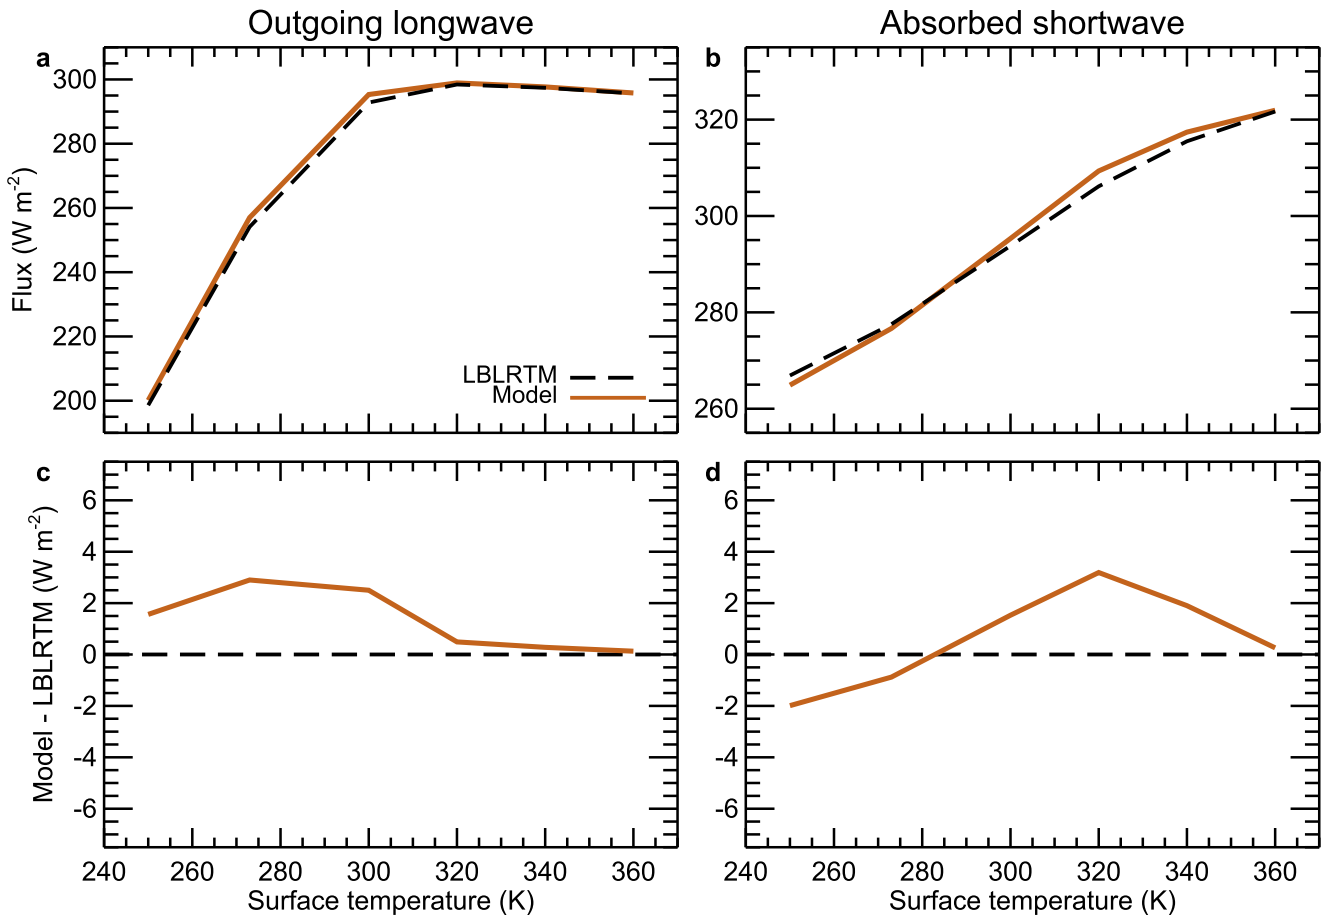 Outgoing longwave
Absorbed shortwave
a
300
280
260
240
220
200
Flux (W m-2)
LBLRTM
Model
b
320
300
280
260
c
6
4
2
0
-2
-4
-6
Model - LBLRTM (W m-2)
240 260 280 300 320 340 360
Surface temperature (K)
d
6
4
2
0
-2
-4
-6
240 260 280 300 320 340 360
Surface temperature (K)